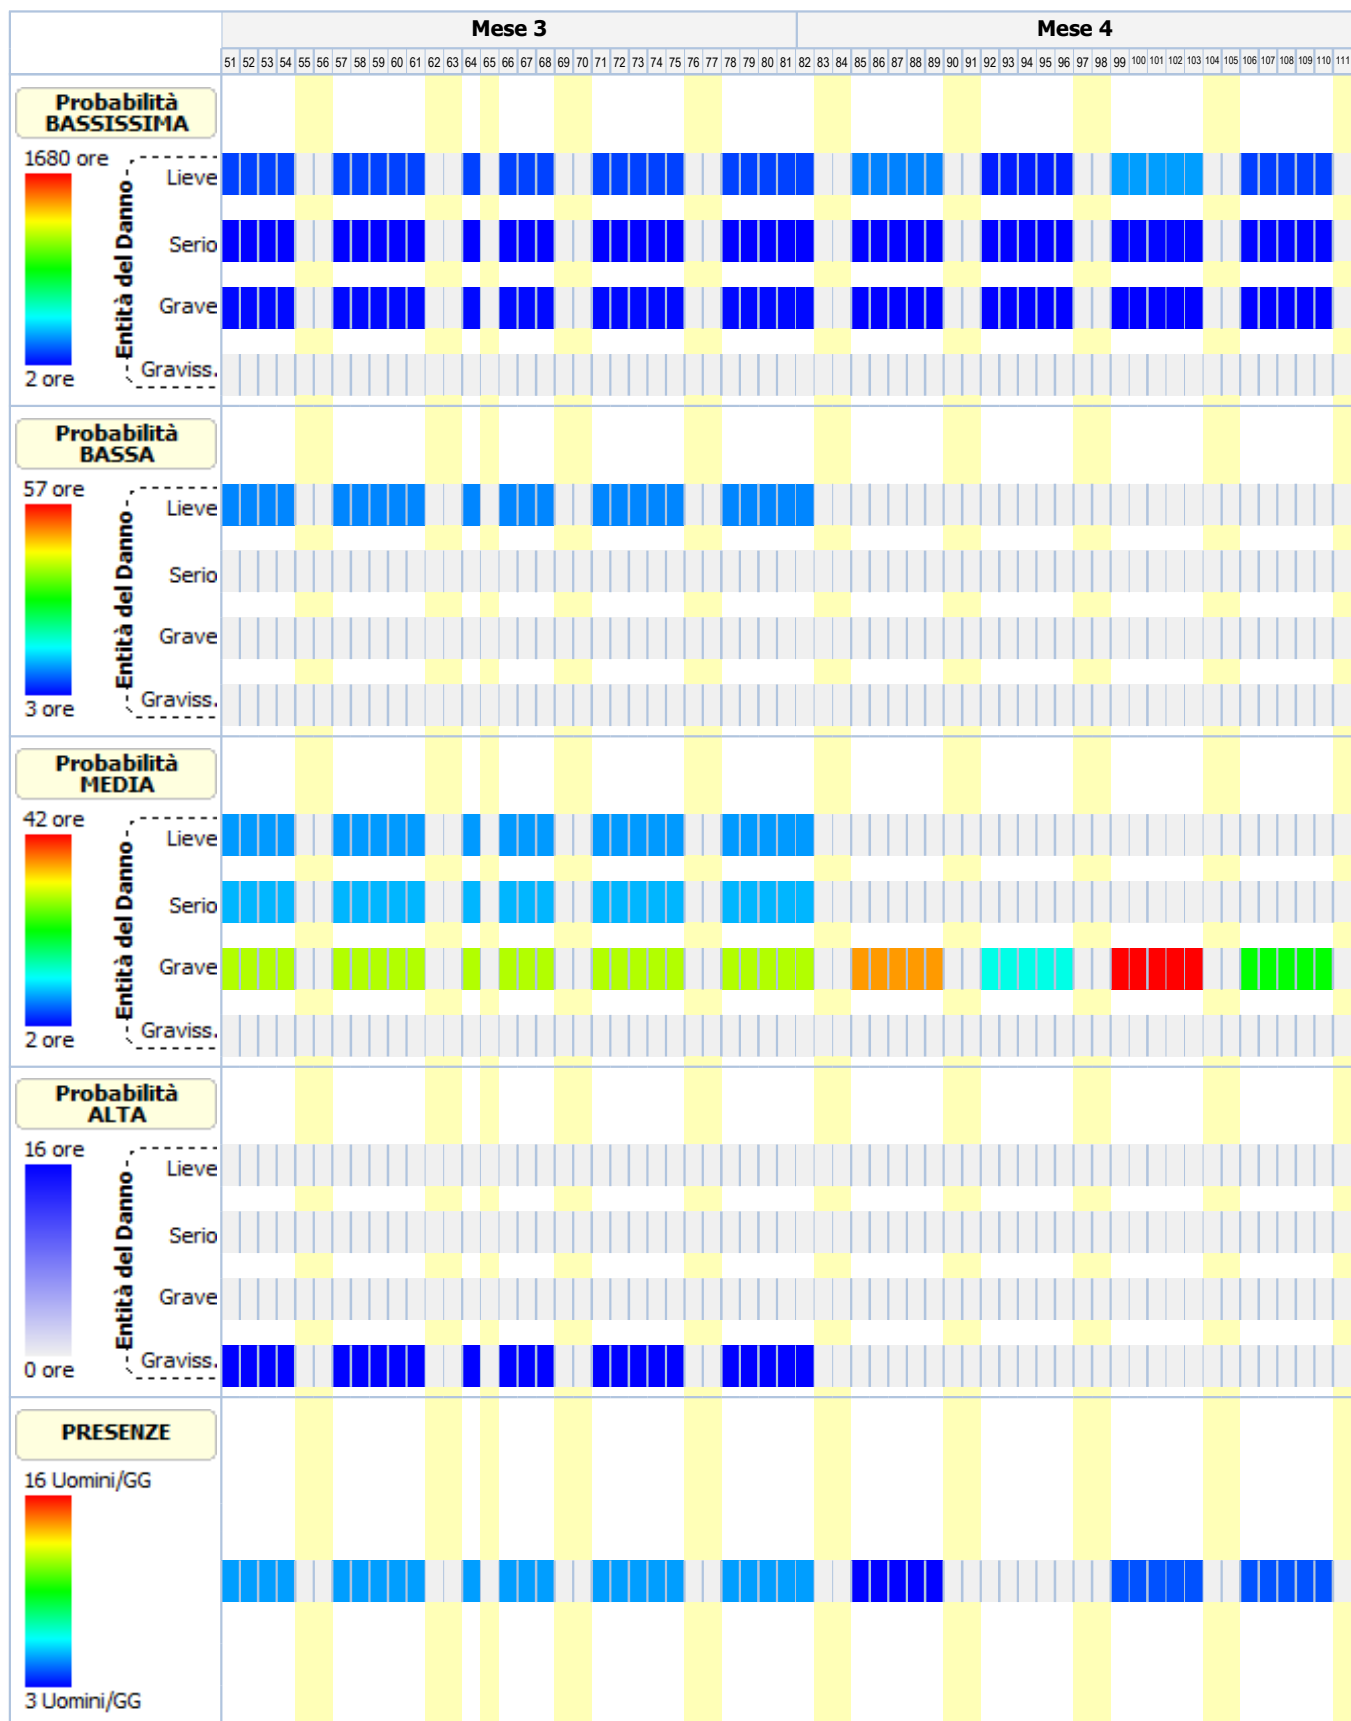 Mese 3 Mese 4
51 52 53 54 55 56 57 58 59 60 61 62 63 64 65 66 67 68 69 70 71 72 73 74 75 76 77 78 79 80 81 82 83 84 85 86 87 88 89 90 91 92 93 94 95 96 97 98 99 100 101 102 103 104 105 106 107 108 109 110 111
Probabilità
BASSISSIMA
1680 ore
Entità del Danno
Lieve
Serio
Grave
Graviss.
2 ore
Probabilità
BASSA
57 ore
Entità del Danno
Lieve
Serio
Grave
Graviss.
3 ore
Probabilità
MEDIA
42 ore
Entità del Danno
Lieve
Serio
Grave
Graviss.
2 ore
Probabilità
ALTA
16 ore
Entità del Danno
Lieve
Serio
Grave
Graviss.
0 ore
PRESENZE
16 Uomini/GG
3 Uomini/GG